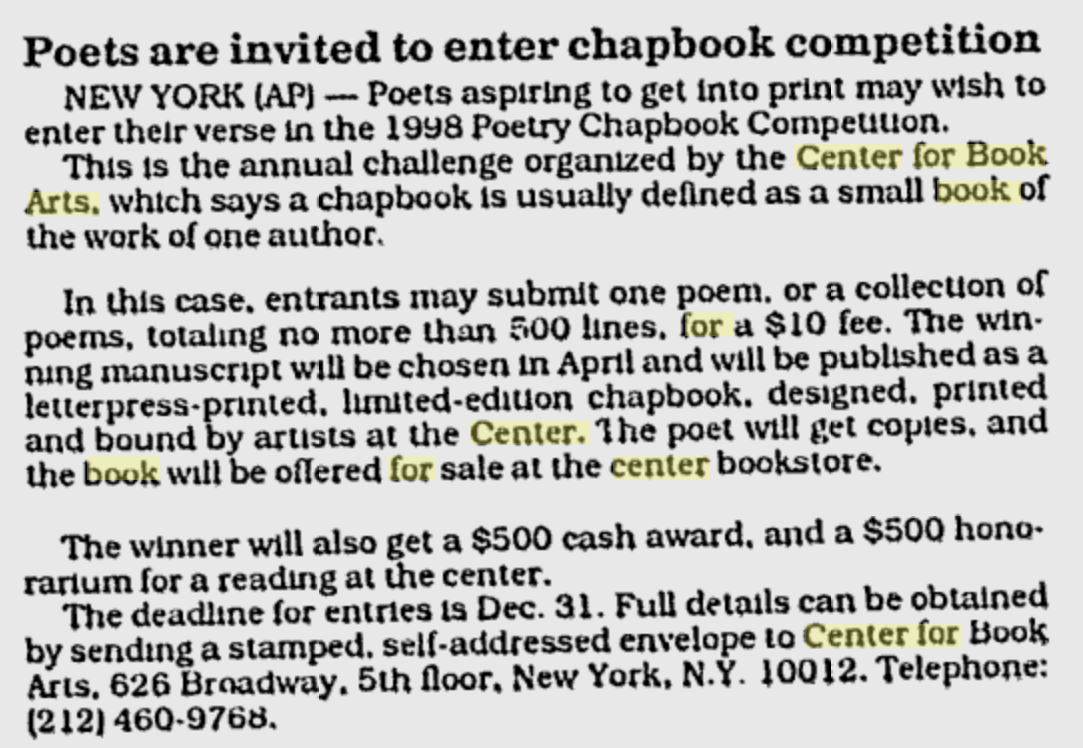 Poets are invited to enter chapbook competition
NEW YORK (AP) — Poets aspiring to get into print may wish to
enter their verse in the 1998 Poetry Chapbook Competition.
This is the annual challenge organized by the Center for Book
Arts, which says a chapbook is usually defined as a small book of
the work of one author.
In this case, entrants may submit one poem, or a collection of
poems, totaling no more than 500 lines, for a $10 fee. The win-
ning manuscript will be chosen in April and will be published as a
letterpress-printed, limited-edition chapbook, designed, printed
and bound by artists at the Center. The poet will get copies, and
the book will be offered for sale at the center bookstore.
The winner will also get a $500 cash award, and a $500 hono-
rarium for a reading at the center.
The deadline for entries is Dec. 31. Full details can be obtained
by sending a stamped, self-addressed envelope to Center for Book
Arts, 626 Broadway, 5th floor, New York, N.Y. 10012. Telephone:
(212) 460-9768.